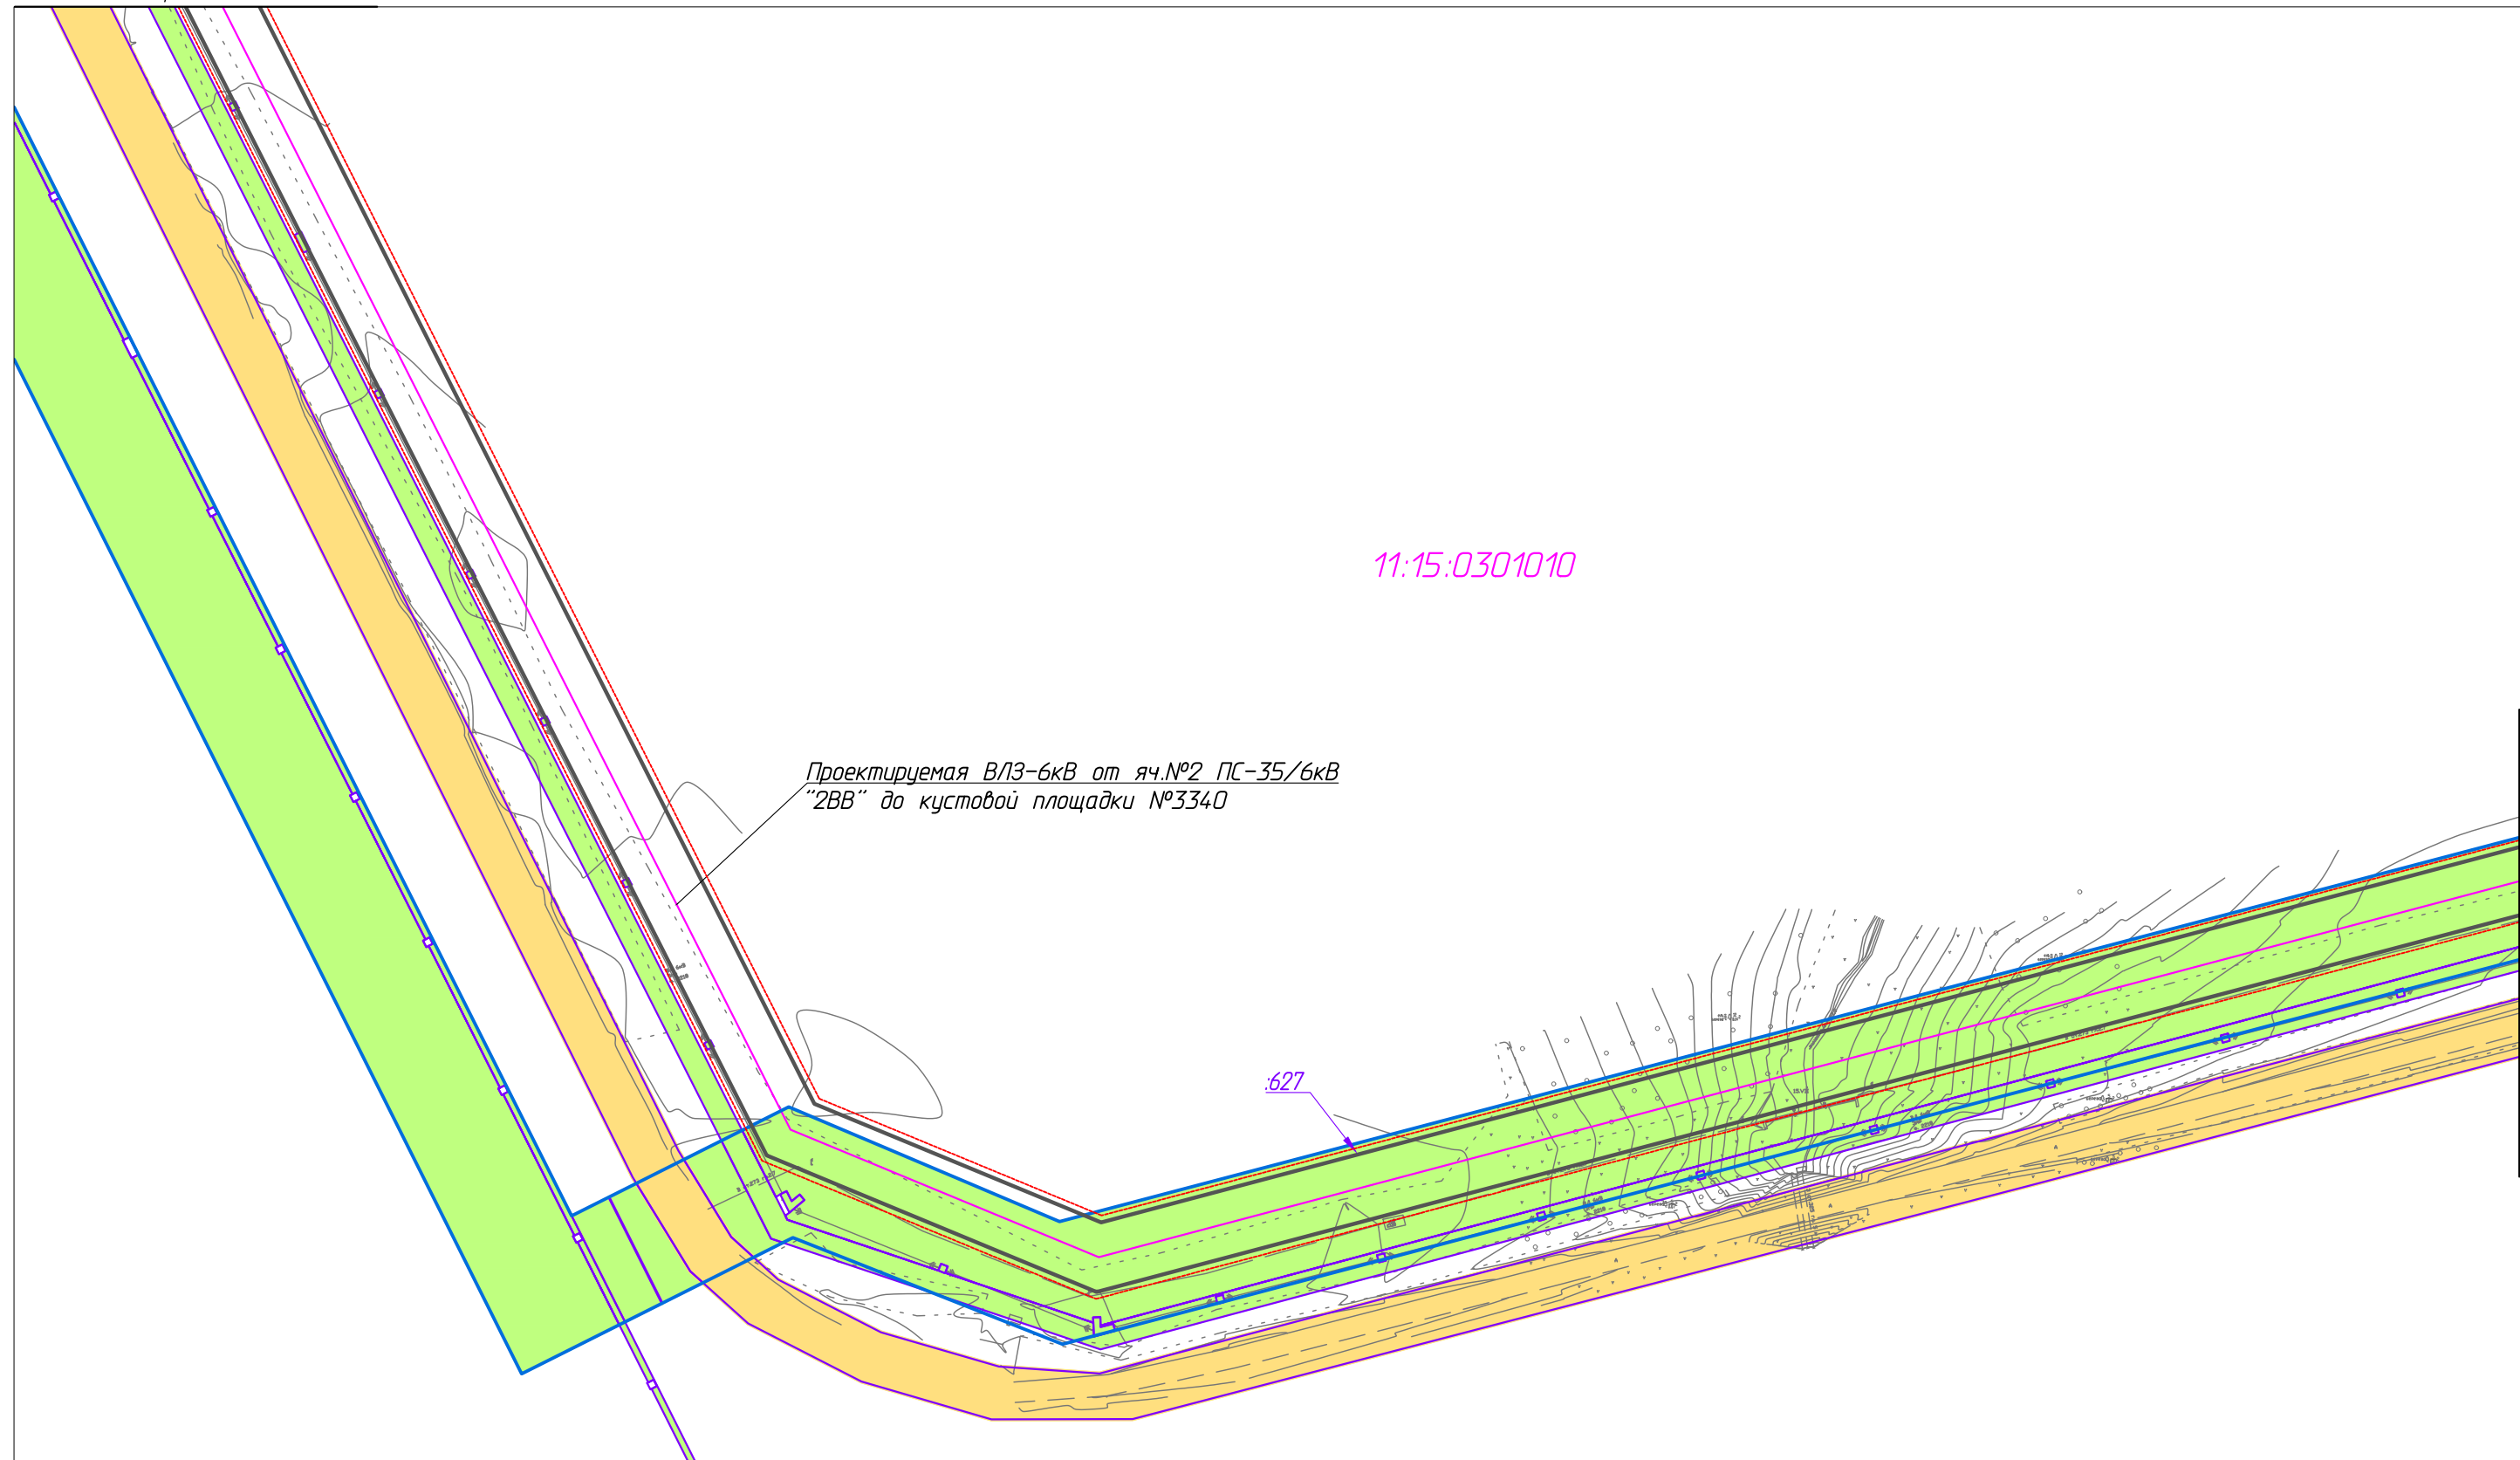 11:15:0301010
Проектируемая ВЛЗ-6кВ от яч.№2 ПС-35/6кВ
"2ВВ" до кустовой площадки №3340
:627